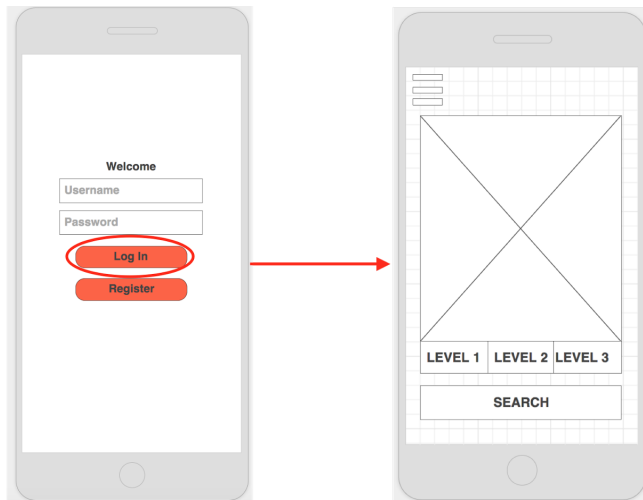 Welcome
Username
Password
Log In
Register
LEVEL 1 LEVEL 2 LEVEL 3
SEARCH